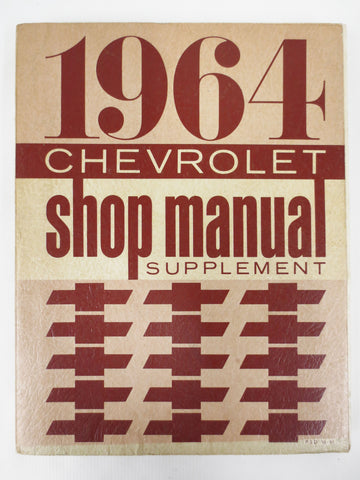 1964
CHEVROLET
shop manual
SUPPLEMENT